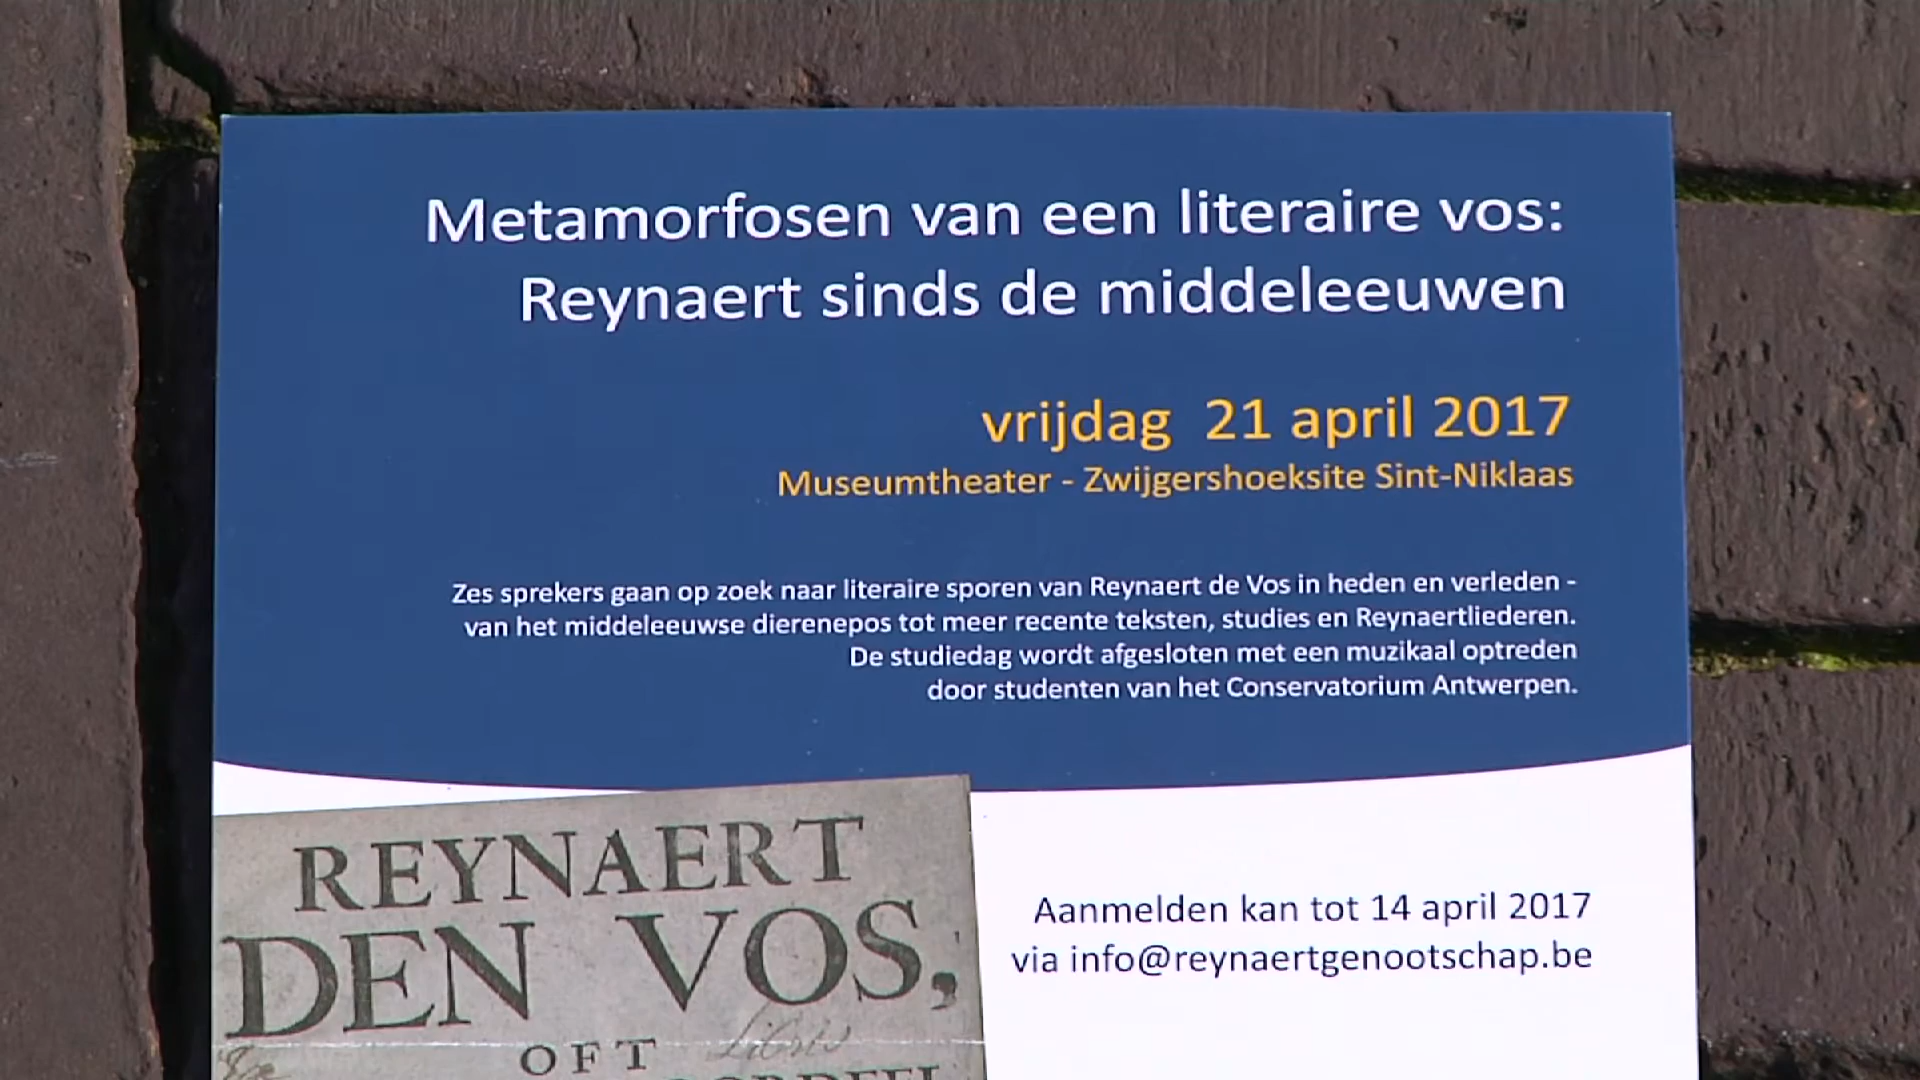 Metamorfosen van een literaire vos:
Reynaert sinds de middeleeuwen
vrijdag 21 april 2017
Museumtheater - Zwijgershoeksite Sint-Niklaas
Zes sprekers gaan op zoek naar literaire sporen van Reynaert de Vos in heden en verleden -
van het middeleeuwse dierenepos tot meer recente teksten, studies en Reynaertliederen.
De studiedag wordt afgesloten met een muzikaal optreden
door studenten van het Conservatorium Antwerpen.
REYNAERT
DEN VOS,
OFT
Aanmelden kan tot 14 april 2017
via info@reynaertgenootschap.be